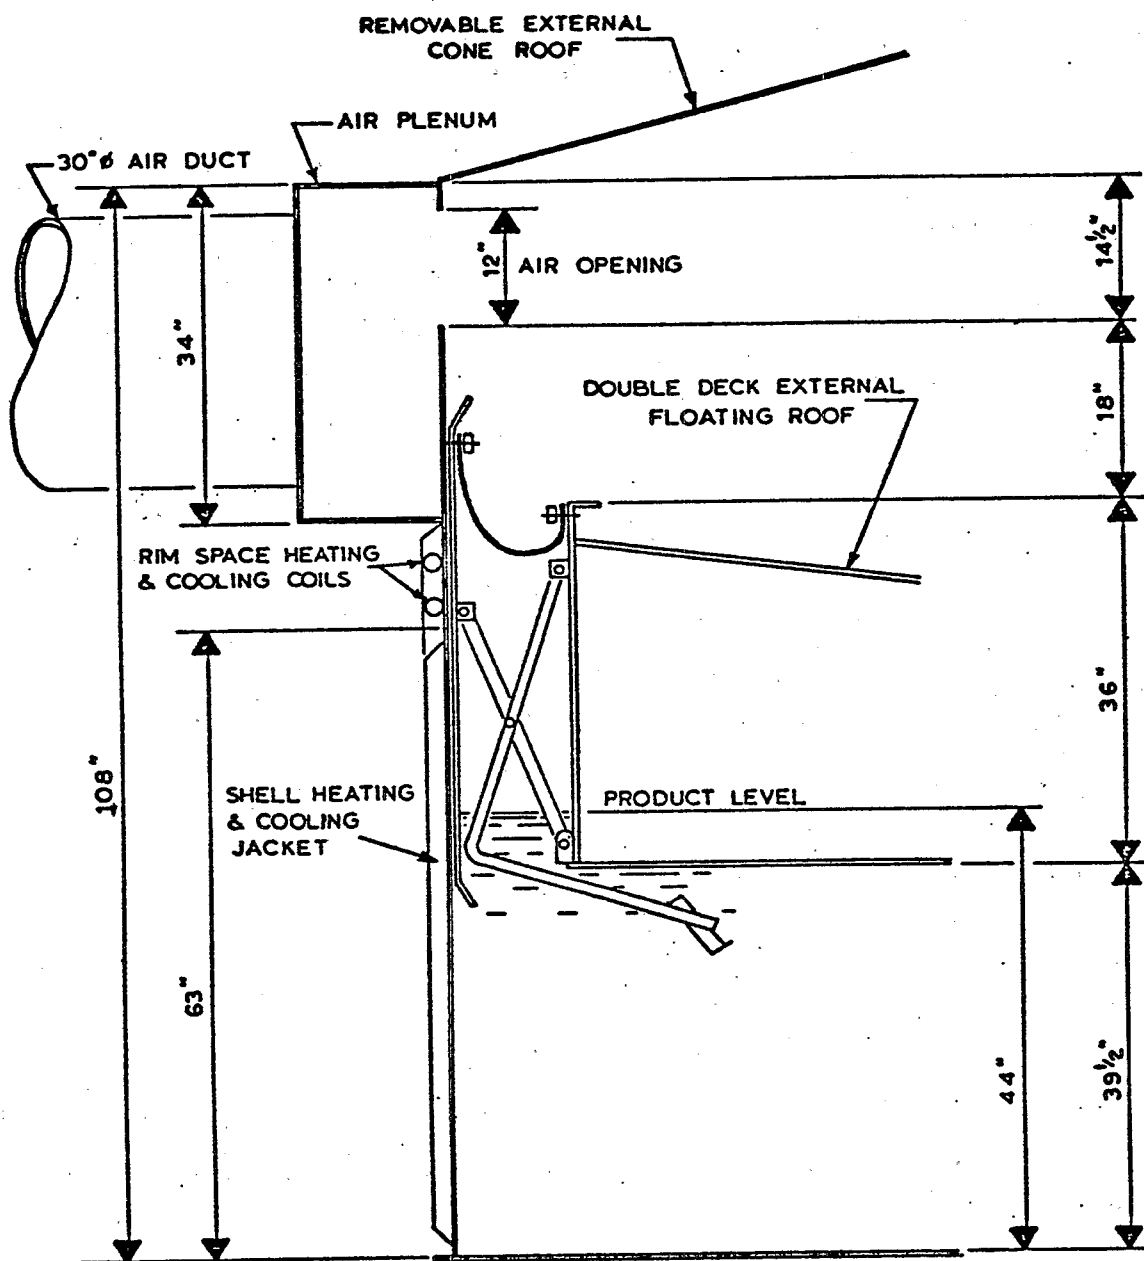 REMOVABLE EXTERNAL
CONE ROOF
AIR PLENUM
30"ø AIR DUCT
12"
AIR OPENING
14½"
34"
18"
DOUBLE DECK EXTERNAL
FLOATING ROOF
RIM SPACE HEATING
& COOLING COILS
36"
108"
SHELL HEATING
& COOLING
JACKET
PRODUCT LEVEL
63"
44"
39½"